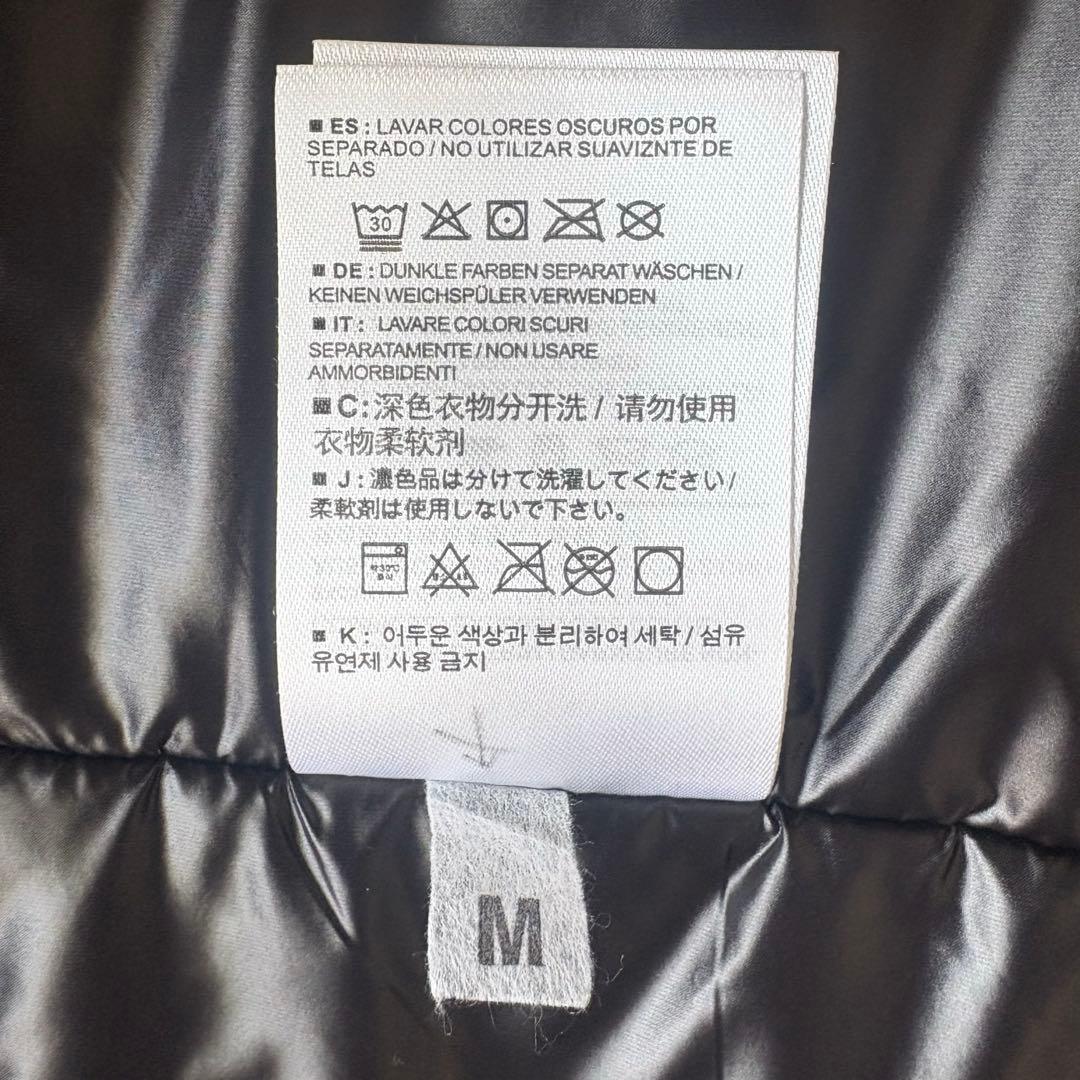 ES : LAVAR COLORES OSCUROS POR
SEPARADO / NO UTILIZAR SUAVIZNTE DE
TELAS
30
DE : DUNKLE FARBEN SEPARAT WÄSCHEN /
KEINEN WEICHSPÜLER VERWENDEN
IT : LAVARE COLORI SCURI
SEPARATAMENTE / NON USARE
AMMORBIDENTI
C: 深色衣物分开洗 / 请勿使用
衣物柔软剂
J : 濃色品は分けて洗濯してください /
柔軟剤は使用しないで下さい。
K : 어두운 색상과 분리하여 세탁 / 섬유
유연제 사용 금지
M